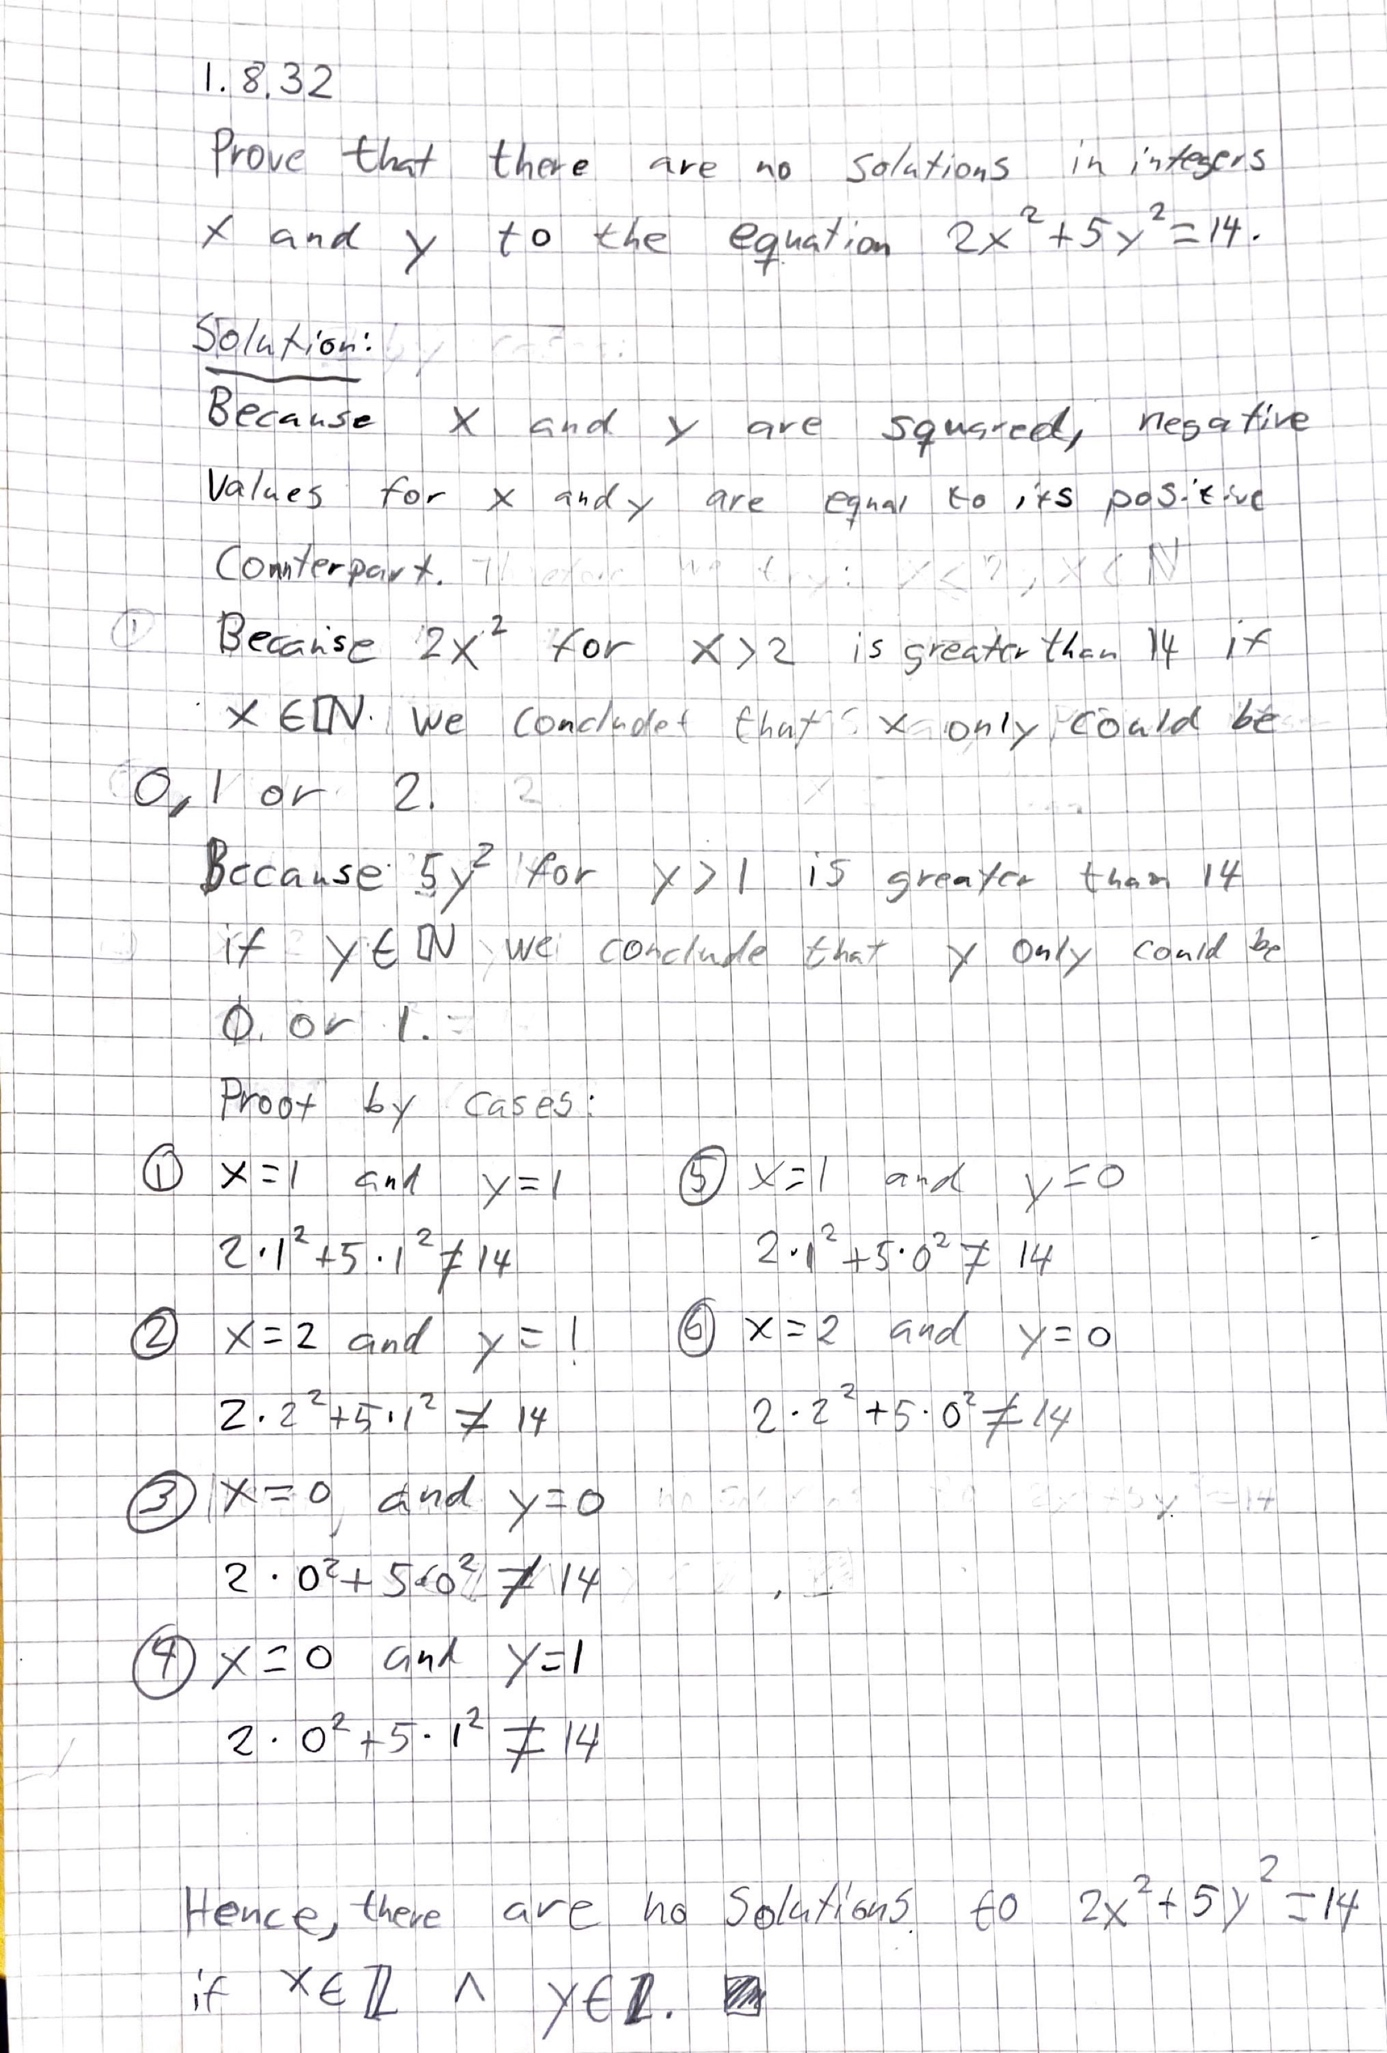 1.8.32
Prove that there are no solutions in integers
x and y to the equation 2x²+5y²=14.
Solution:
Because x and y are squared, negative
Values for x and y are equal to its positive
Counterpart.
Because 2x² for x>2 is greater than 14 if
x∈ℕ. We concludet that x only could be
0, 1 or 2.
Because 5y² for y>1 is greater than 14
if y∈ℕ we conclude that y only could be
0. or 1.
Proof by cases:
① x=1 and y=1
2·1²+5·1²≠14
② x=2 and y=1
2·2²+5·1²≠14
③ x=0 and y=0
2·0²+5·0²≠14
④ x=0 and y=1
2·0²+5·1²≠14
⑤ x=1 and y=0
2·1²+5·0²≠14
⑥ x=2 and y=0
2·2²+5·0²≠14
Hence, there are no Solutions to 2x²+5y²=14
if x∈ℤ ∧ y∈ℤ.